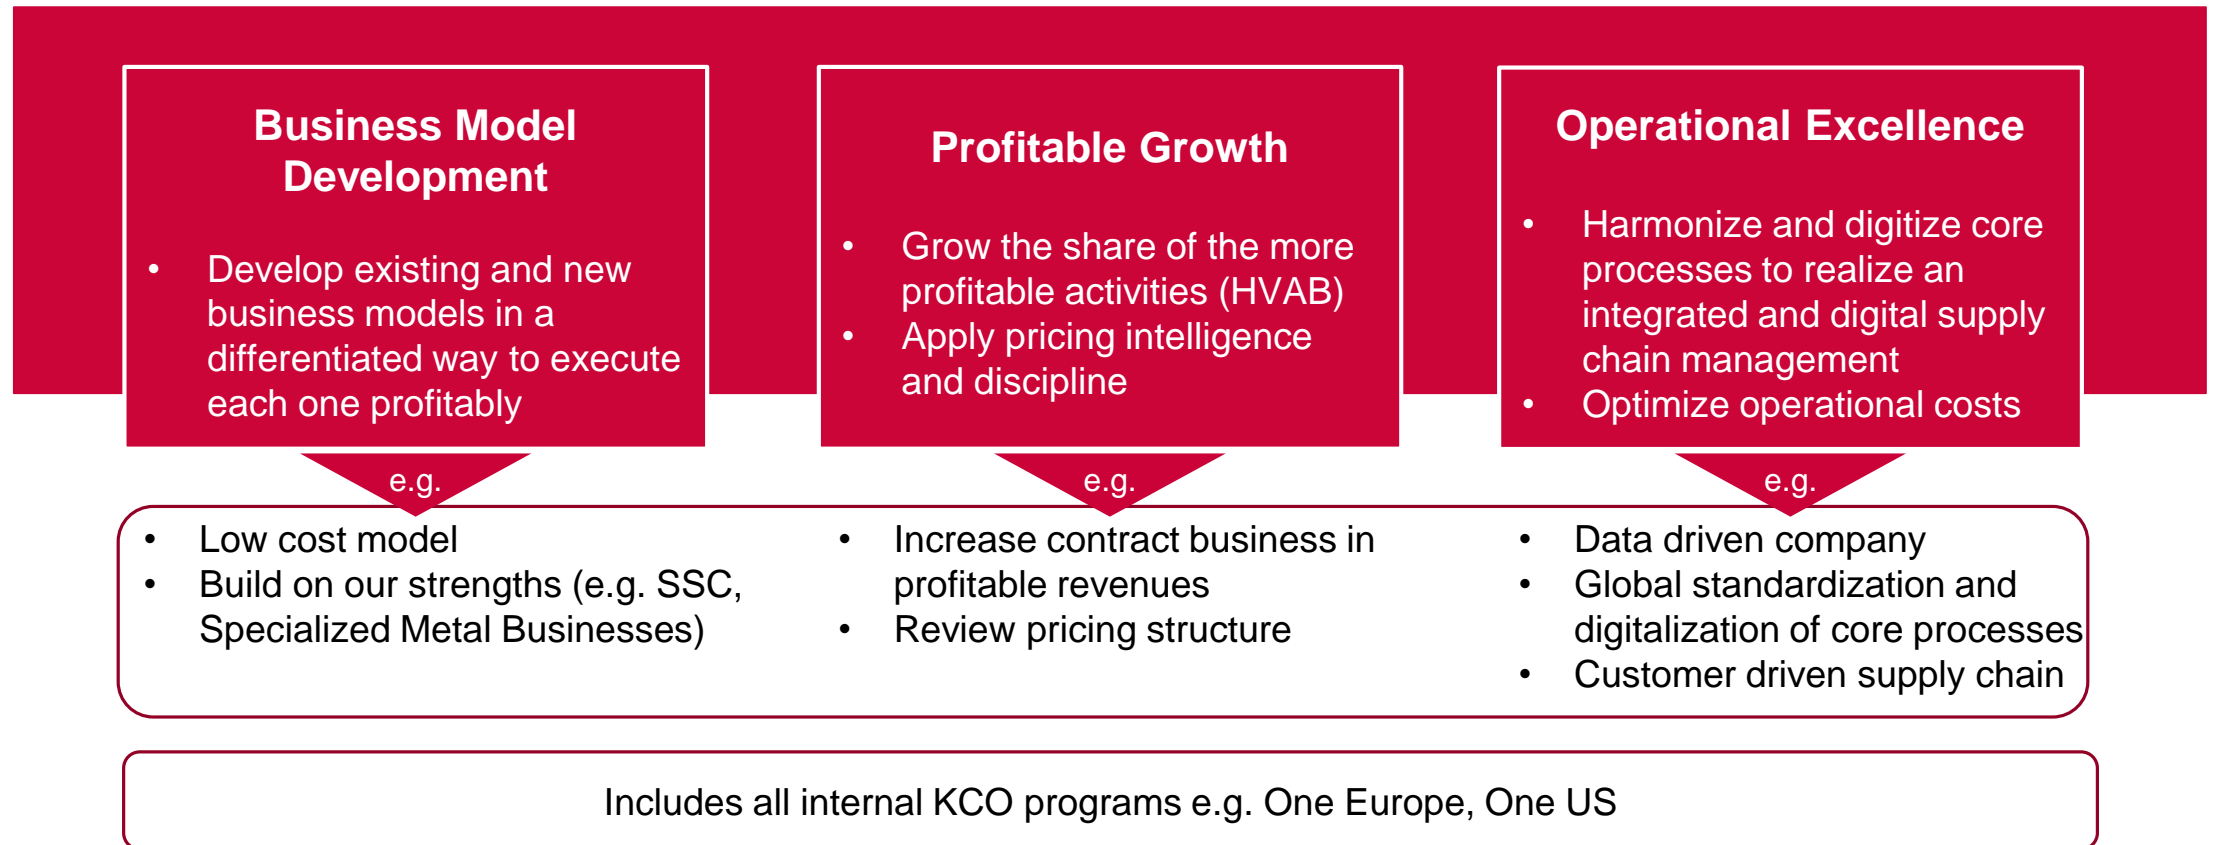 Business Model
Development
• Develop existing and new
business models in a
differentiated way to execute
each one profitably
e.g.
• Low cost model
• Build on our strengths (e.g. SSC,
Specialized Metal Businesses)
Profitable Growth
• Grow the share of the more
profitable activities (HVAB)
• Apply pricing intelligence
and discipline
e.g.
• Increase contract business in
profitable revenues
• Review pricing structure
Operational Excellence
• Harmonize and digitize core
processes to realize an
integrated and digital supply
chain management
• Optimize operational costs
e.g.
• Data driven company
• Global standardization and
digitalization of core processes
• Customer driven supply chain
Includes all internal KCO programs e.g. One Europe, One US